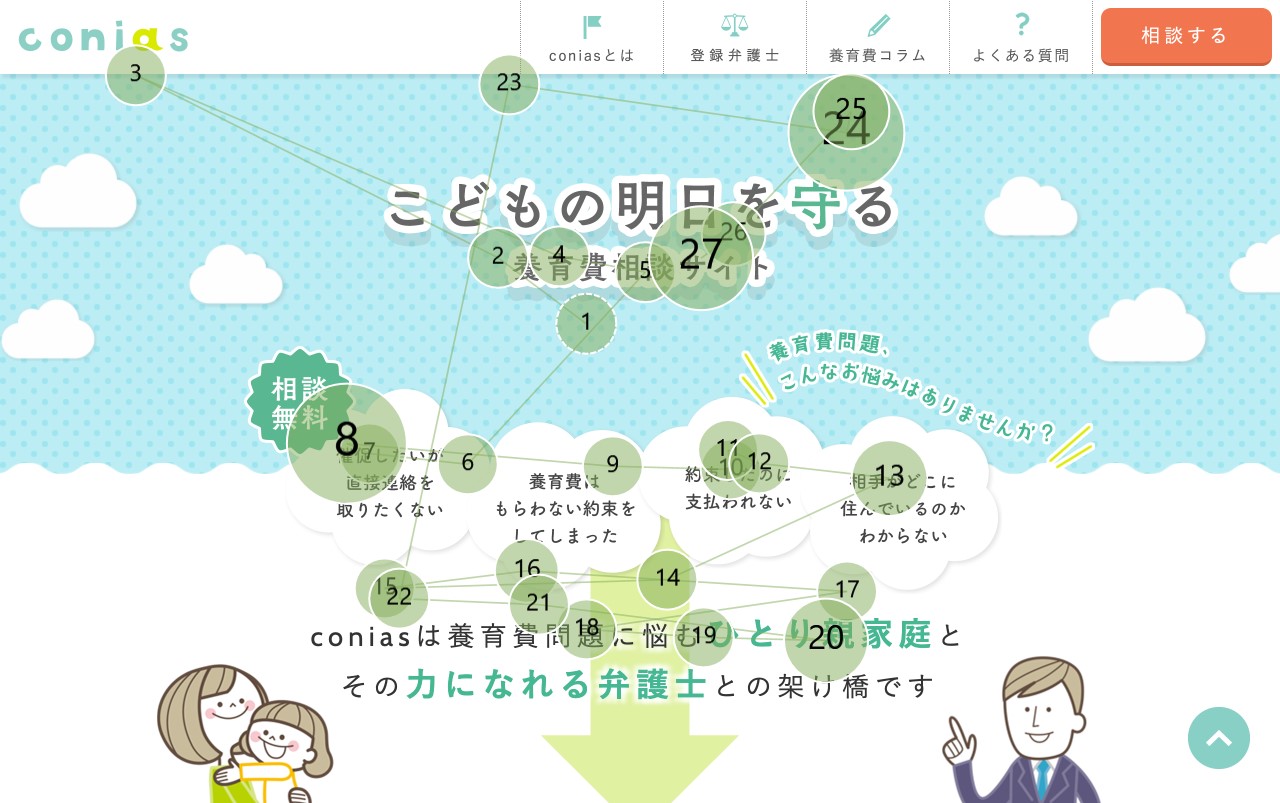 conias
coniasとは
登録弁護士
養育費コラム
よくある質問
相談する
3
23
25
24
こどもの明日を守る
26
27
2
4
5
養育費相談サイト
1
養育費問題、
こんなお悩みはありませんか？
相談
無料
8
7
6
9
11
10
12
13
催促したいが
直接連絡を
取りたくない
養育費は
もらわない約束を
してしまった
約束したのに
支払われない
相手がどこに
住んでいるのか
わからない
14
15
16
17
22
21
18
19
20
coniasは養育費問題に悩むひとり親家庭と
その力になれる弁護士との架け橋です